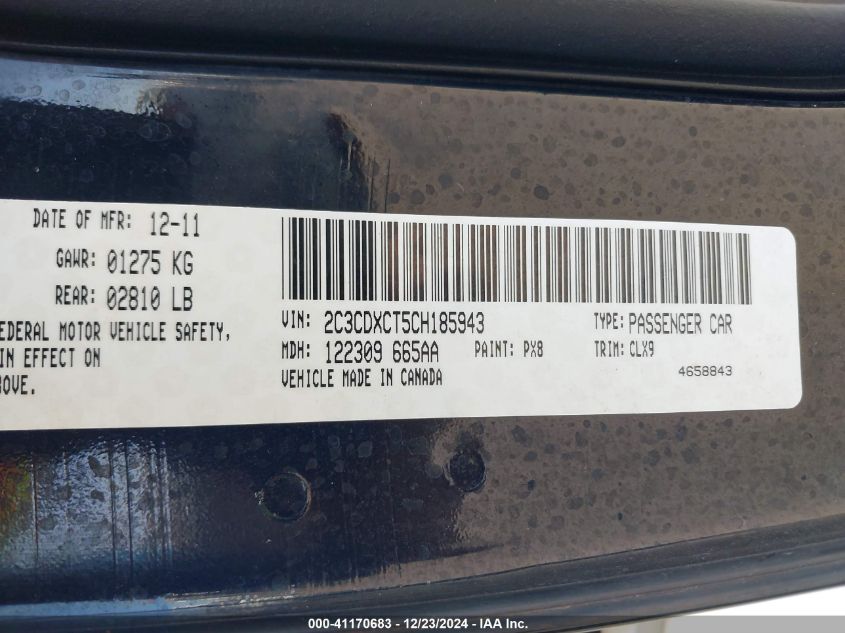 DATE OF MFR: 12-11
GAWR: 01275 KG
REAR: 02810 LB
EDERAL MOTOR VEHICLE SAFETY,
IN EFFECT ON
BOVE.
VIN: 2C3CDXCT5CH185943 TYPE: PASSENGER CAR
MDH: 122309 665AA PAINT: PX8 TRIM: CLX9
VEHICLE MADE IN CANADA 4658843
000-41170683 - 12/23/2024 - IAA Inc.